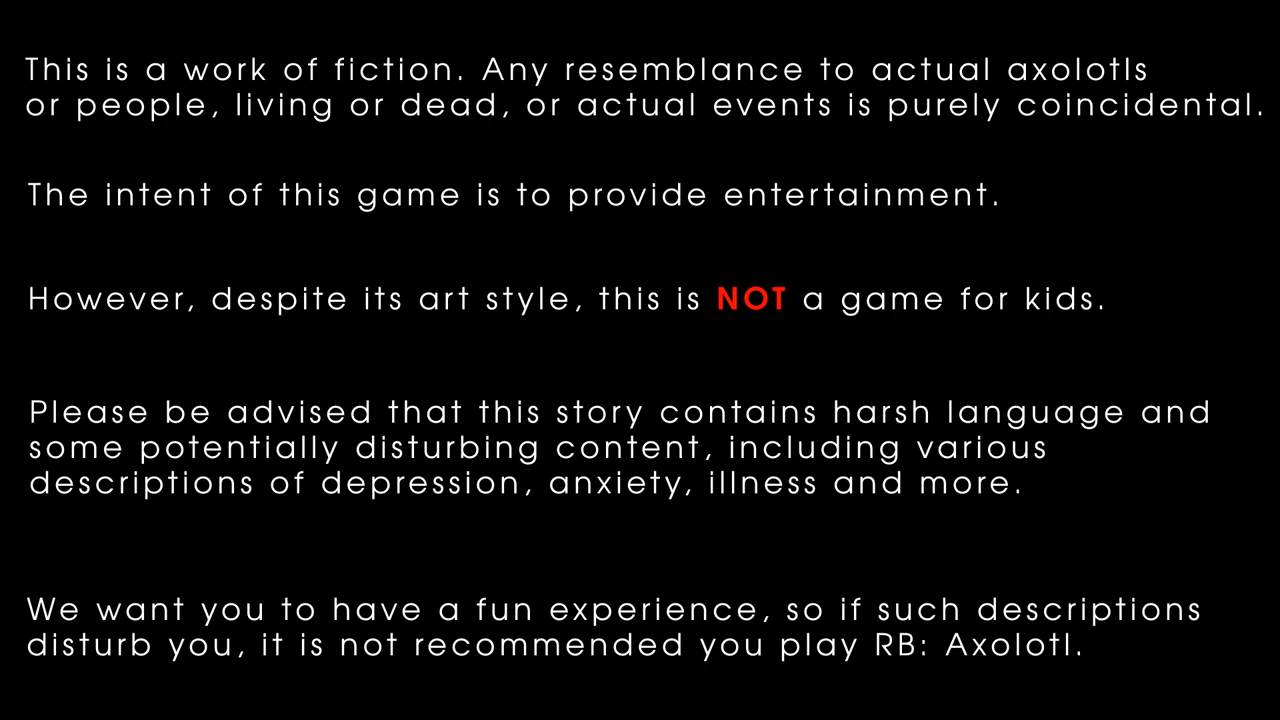 This is a work of fiction. Any resemblance to actual axolotls
or people, living or dead, or actual events is purely coincidental.
The intent of this game is to provide entertainment.
However, despite its art style, this is NOT a game for kids.
Please be advised that this story contains harsh language and
some potentially disturbing content, including various
descriptions of depression, anxiety, illness and more.
We want you to have a fun experience, so if such descriptions
disturb you, it is not recommended you play RB: Axolotl.